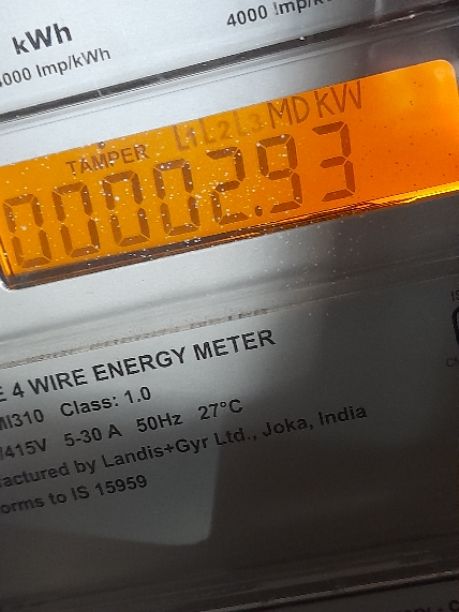 kWh
4000 Imp/k
000 Imp/kWh
TAMPER L1 L2 L3 MD KW
000002.93
E 4 WIRE ENERGY METER
MI310 Class: 1.0
/415V 5-30 A 50Hz 27°C
actured by Landis+Gyr Ltd., Joka, India
orms to IS 15959